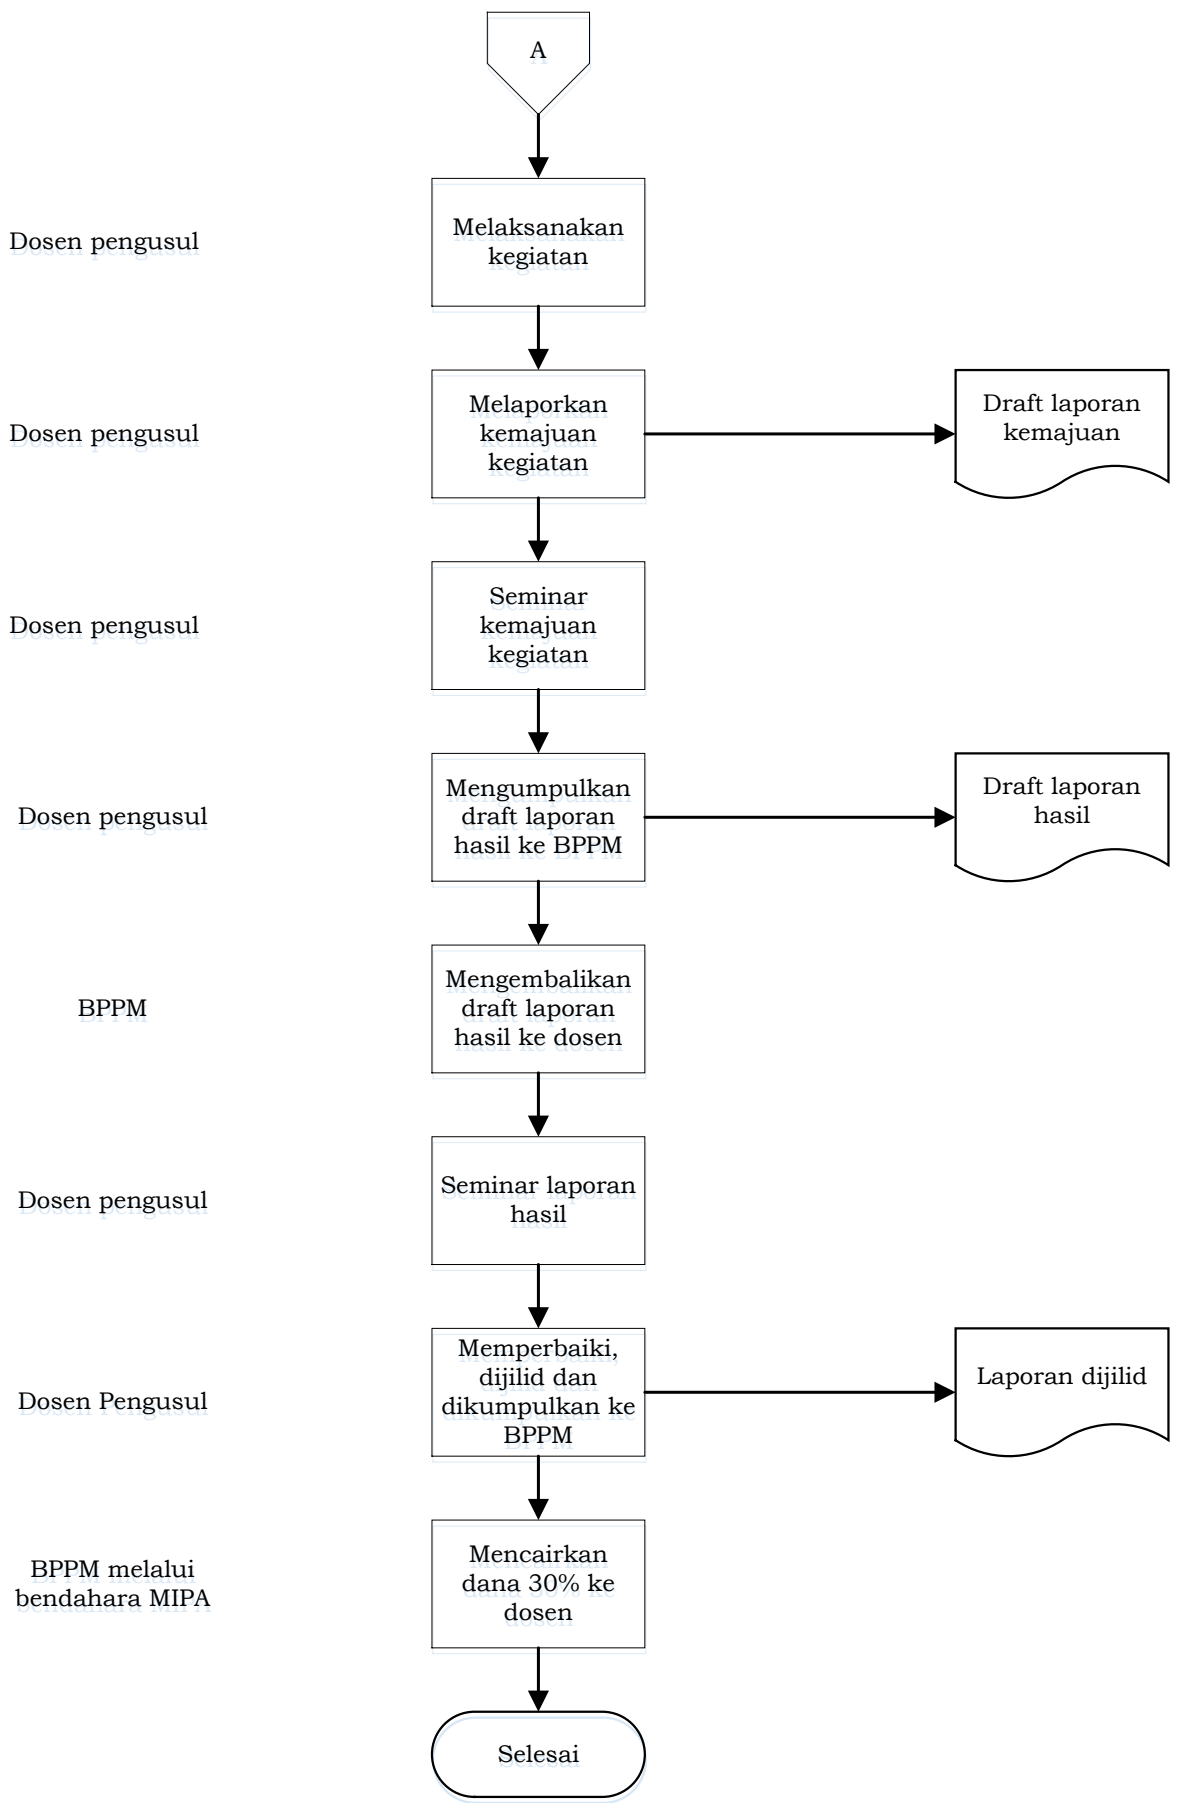 A
Dosen pengusul
Melaksanakan
kegiatan
Dosen pengusul
Melaporkan
kemajuan
kegiatan
Draft laporan
kemajuan
Dosen pengusul
Seminar
kemajuan
kegiatan
Dosen pengusul
Mengumpulkan
draft laporan
hasil ke BPPM
Draft laporan
hasil
BPPM
Mengembalikan
draft laporan
hasil ke dosen
Dosen pengusul
Seminar laporan
hasil
Dosen Pengusul
Memperbaiki,
dijilid dan
dikumpulkan ke
BPPM
Laporan dijilid
BPPM melalui
bendahara MIPA
Mencairkan
dana 30% ke
dosen
Selesai